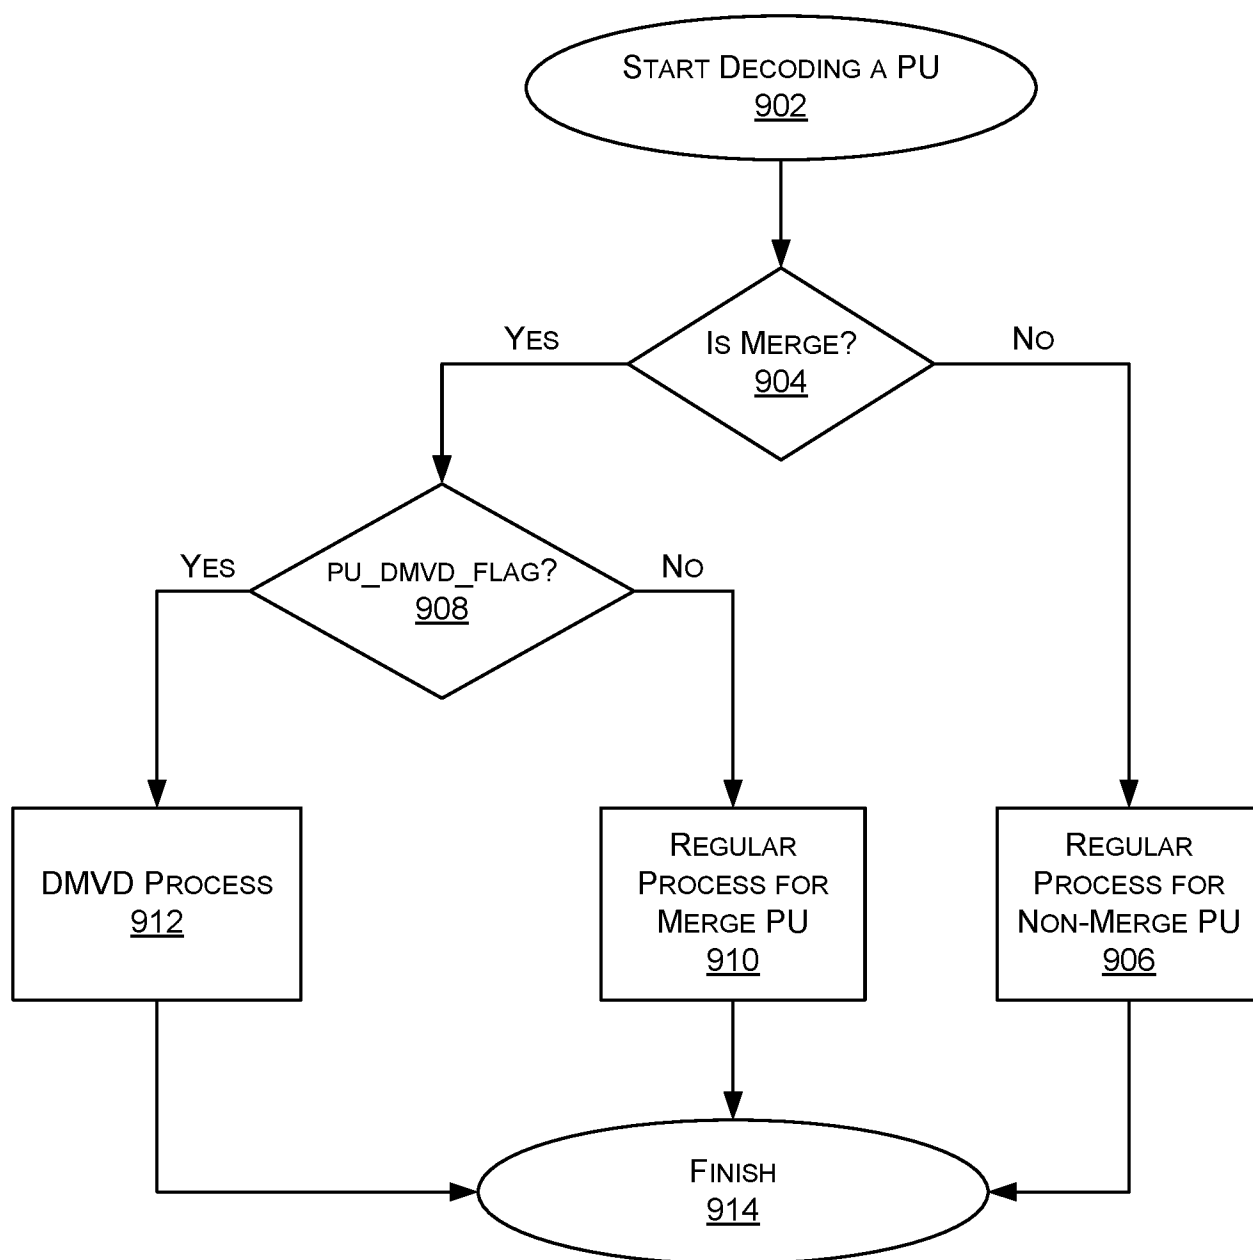 START DECODING A PU
902
IS MERGE?
904
YES
NO
PU_DMVD_FLAG?
908
YES
NO
DMVD PROCESS
912
REGULAR
PROCESS FOR
MERGE PU
910
REGULAR
PROCESS FOR
NON-MERGE PU
906
FINISH
914